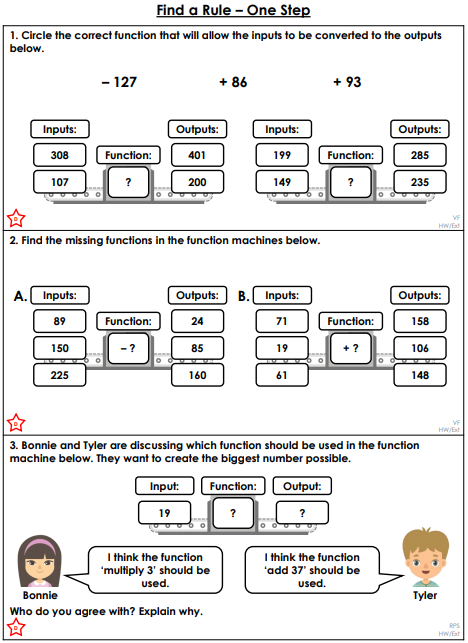 Find a Rule – One Step
1. Circle the correct function that will allow the inputs to be converted to the outputs
below.
– 127 + 86 + 93
Inputs: Outputs: Inputs: Outputs:
308 Function: 401 199 Function: 285
107 ? 200 149 ? 235
D
VF
HW/Ext
2. Find the missing functions in the function machines below.
A. Inputs: Outputs: B. Inputs: Outputs:
89 Function: 24 71 Function: 158
150 – ? 85 19 + ? 106
225 160 61 148
D
VF
HW/Ext
3. Bonnie and Tyler are discussing which function should be used in the function
machine below. They want to create the biggest number possible.
Input: Function: Output:
19 ? ?
I think the function
‘multiply 3’ should be
used.
I think the function
‘add 37’ should be
used.
Bonnie Tyler
Who do you agree with? Explain why.
D
RPS
HW/Ext